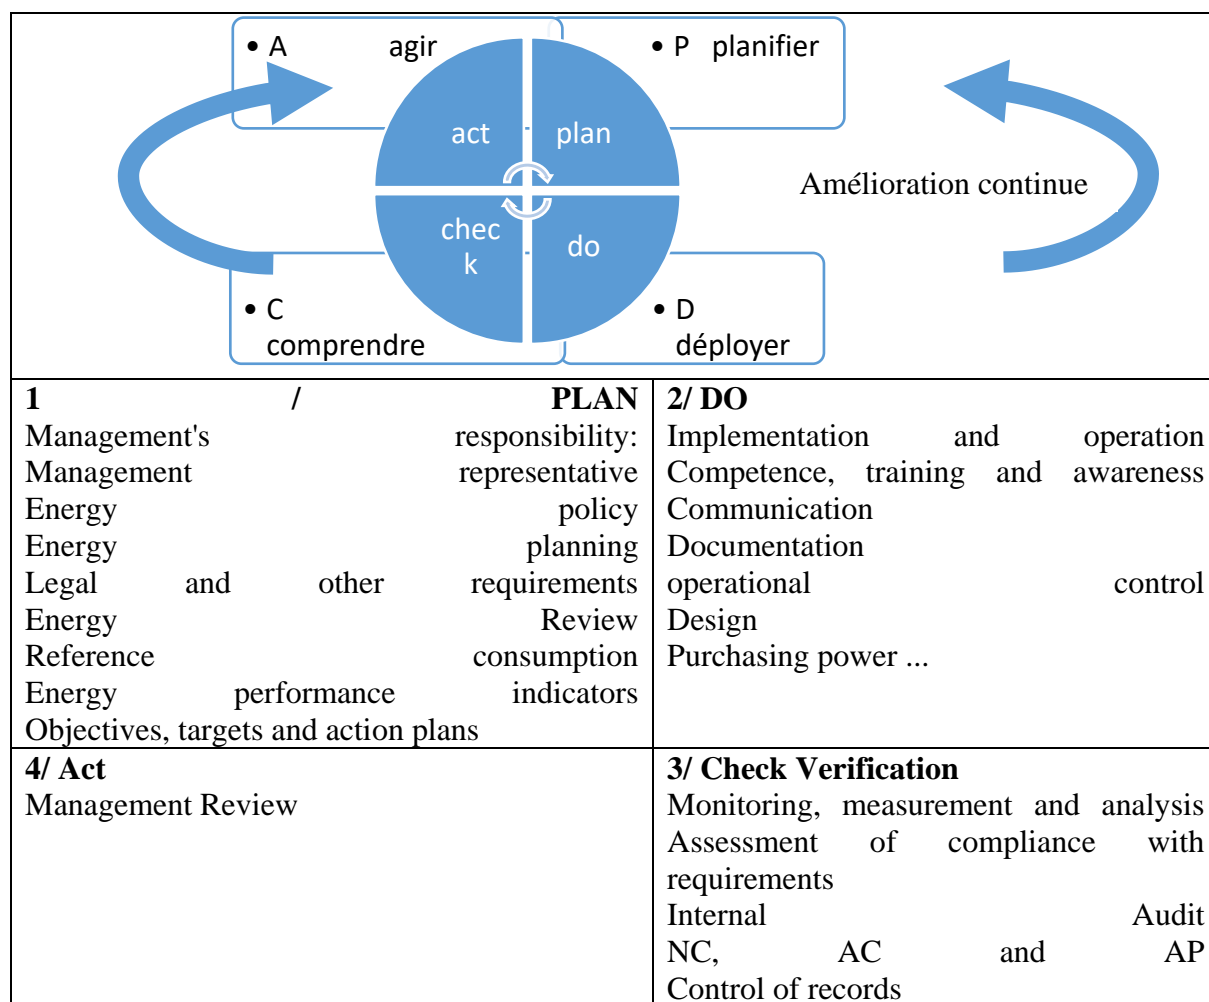 • A agir
• P planifier
act
plan
Amélioration continue
chec
k
do
• C
comprendre
• D
déployer
1 / PLAN
Management's responsibility:
Management representative
Energy policy
Energy planning
Legal and other requirements
Energy Review
Reference consumption
Energy performance indicators
Objectives, targets and action plans
2/ DO
Implementation and operation
Competence, training and awareness
Communication
Documentation
operational control
Design
Purchasing power ...
4/ Act
Management Review
3/ Check Verification
Monitoring, measurement and analysis
Assessment of compliance with
requirements
Internal Audit
NC, AC and AP
Control of records